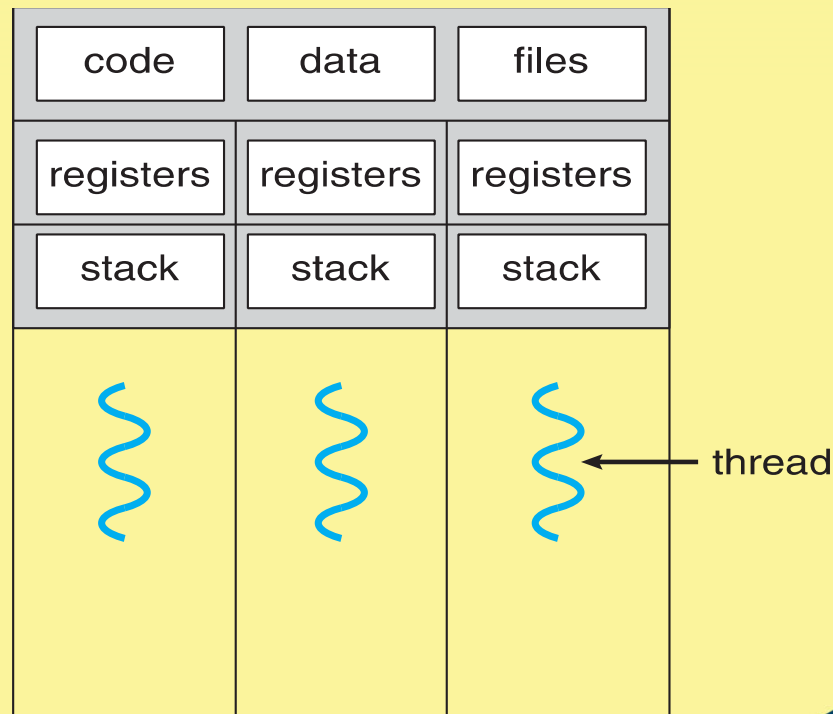 code data files
registers registers registers
stack stack stack
thread